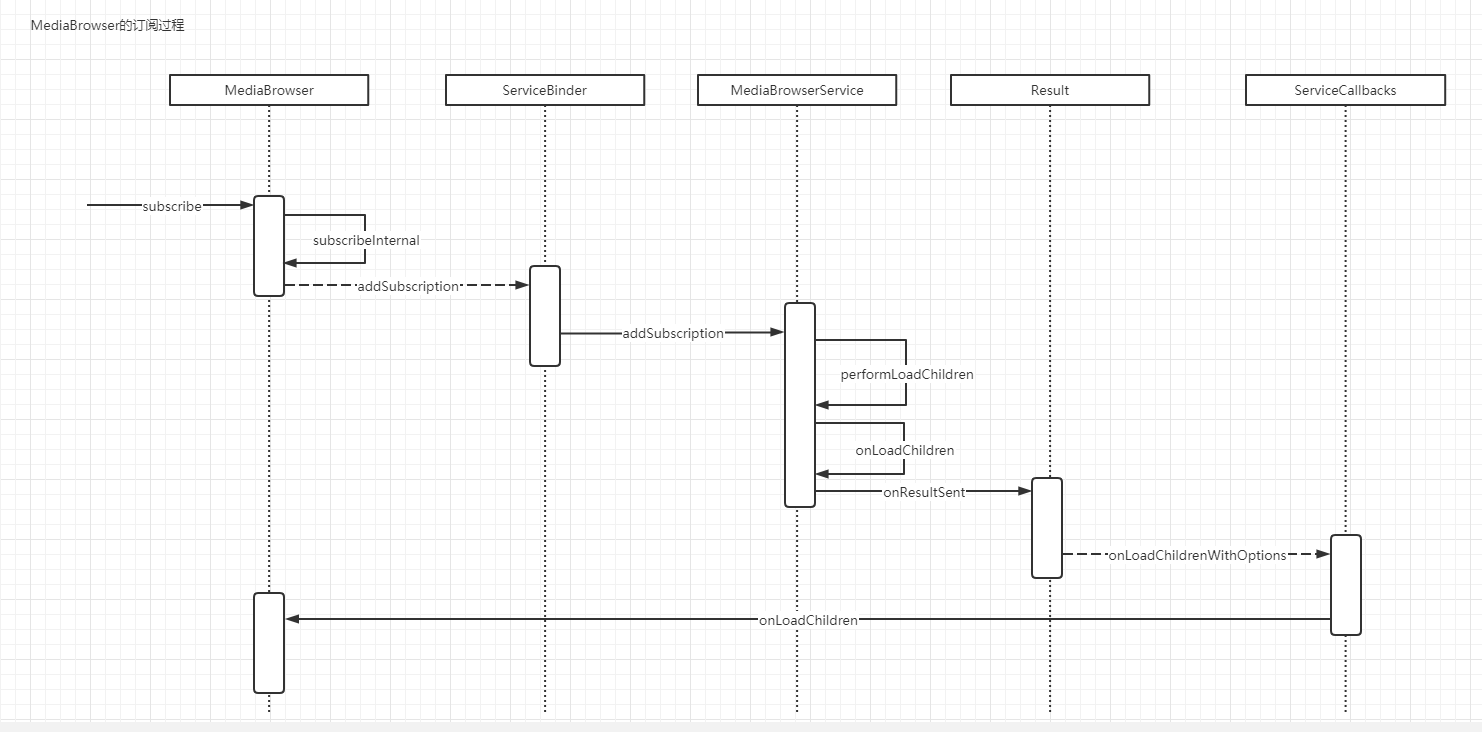 MediaBrowser的订阅过程
MediaBrowser
ServiceBinder
MediaBrowserService
Result
ServiceCallbacks
subscribe
subscribeInternal
addSubscription
addSubscription
performLoadChildren
onLoadChildren
onResultSent
onLoadChildrenWithOptions
onLoadChildren